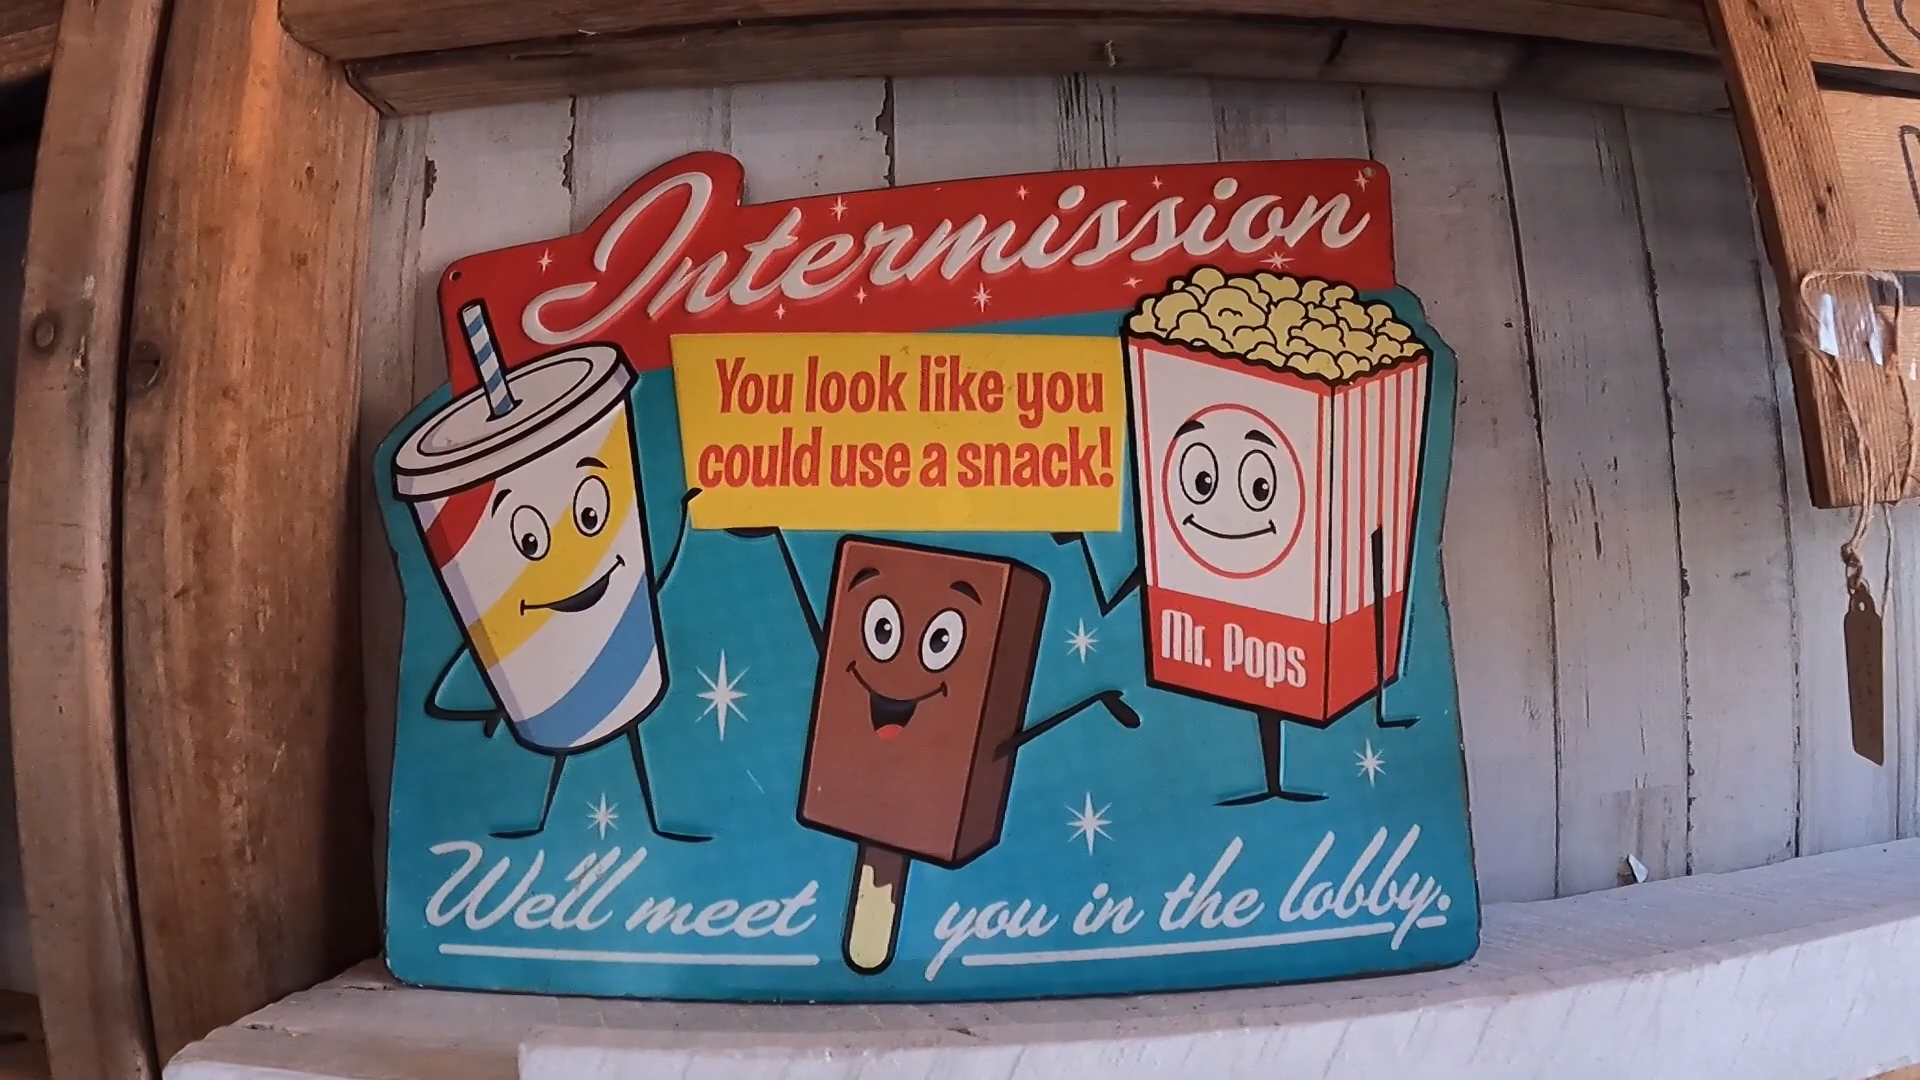 Intermission
You look like you
could use a snack!
Mr. Pops
We'll meet you in the lobby.